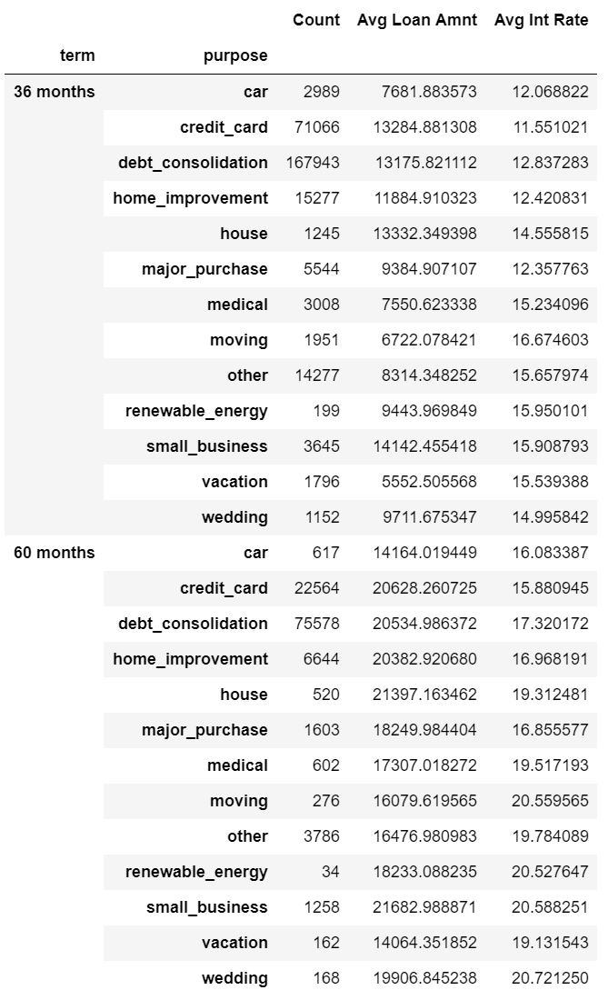 Count Avg Loan Amnt Avg Int Rate
term purpose
36 months car 2989 7681.883573 12.068822
credit_card 71066 13284.881308 11.551021
debt_consolidation 167943 13175.821112 12.837283
home_improvement 15277 11884.910323 12.420831
house 1245 13332.349398 14.555815
major_purchase 5544 9384.907107 12.357763
medical 3008 7550.623338 15.234096
moving 1951 6722.078421 16.674603
other 14277 8314.348252 15.657974
renewable_energy 199 9443.969849 15.950101
small_business 3645 14142.455418 15.908793
vacation 1796 5552.505568 15.539388
wedding 1152 9711.675347 14.995842
60 months car 617 14164.019449 16.083387
credit_card 22564 20628.260725 15.880945
debt_consolidation 75578 20534.986372 17.320172
home_improvement 6644 20382.920680 16.968191
house 520 21397.163462 19.312481
major_purchase 1603 18249.984404 16.855577
medical 602 17307.018272 19.517193
moving 276 16079.619565 20.559565
other 3786 16476.980983 19.784089
renewable_energy 34 18233.088235 20.527647
small_business 1258 21682.988871 20.588251
vacation 162 14064.351852 19.131543
wedding 168 19906.845238 20.721250